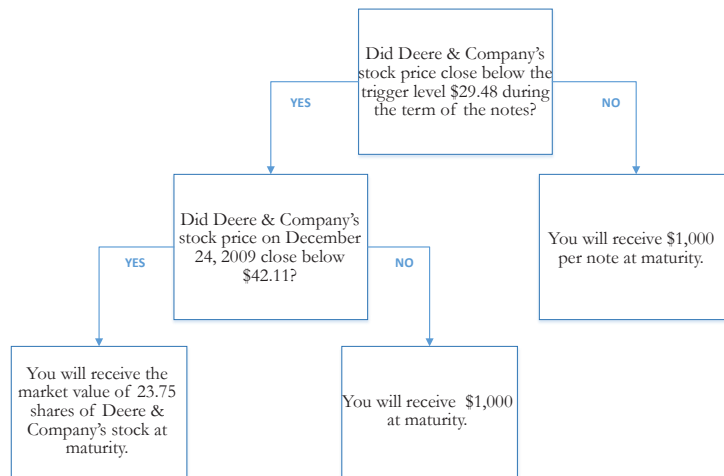 Did Deere & Company's
stock price close below the
trigger level $29.48 during
the term of the notes?
YES
NO
Did Deere & Company's
stock price on December
24, 2009 close below
$42.11?
You will receive $1,000
per note at maturity.
YES
NO
You will receive the
market value of 23.75
shares of Deere &
Company's stock at
maturity.
You will receive $1,000
at maturity.